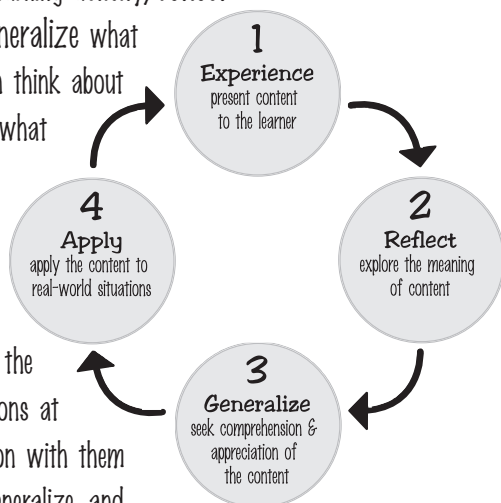 neralize what
think about
what
1
Experience
present content
to the learner
2
Reflect
explore the meaning
of content
3
Generalize
seek comprehension &
appreciation of
the content
4
Apply
apply the content to
real-world situations
the
ons at
on with them
neralize and